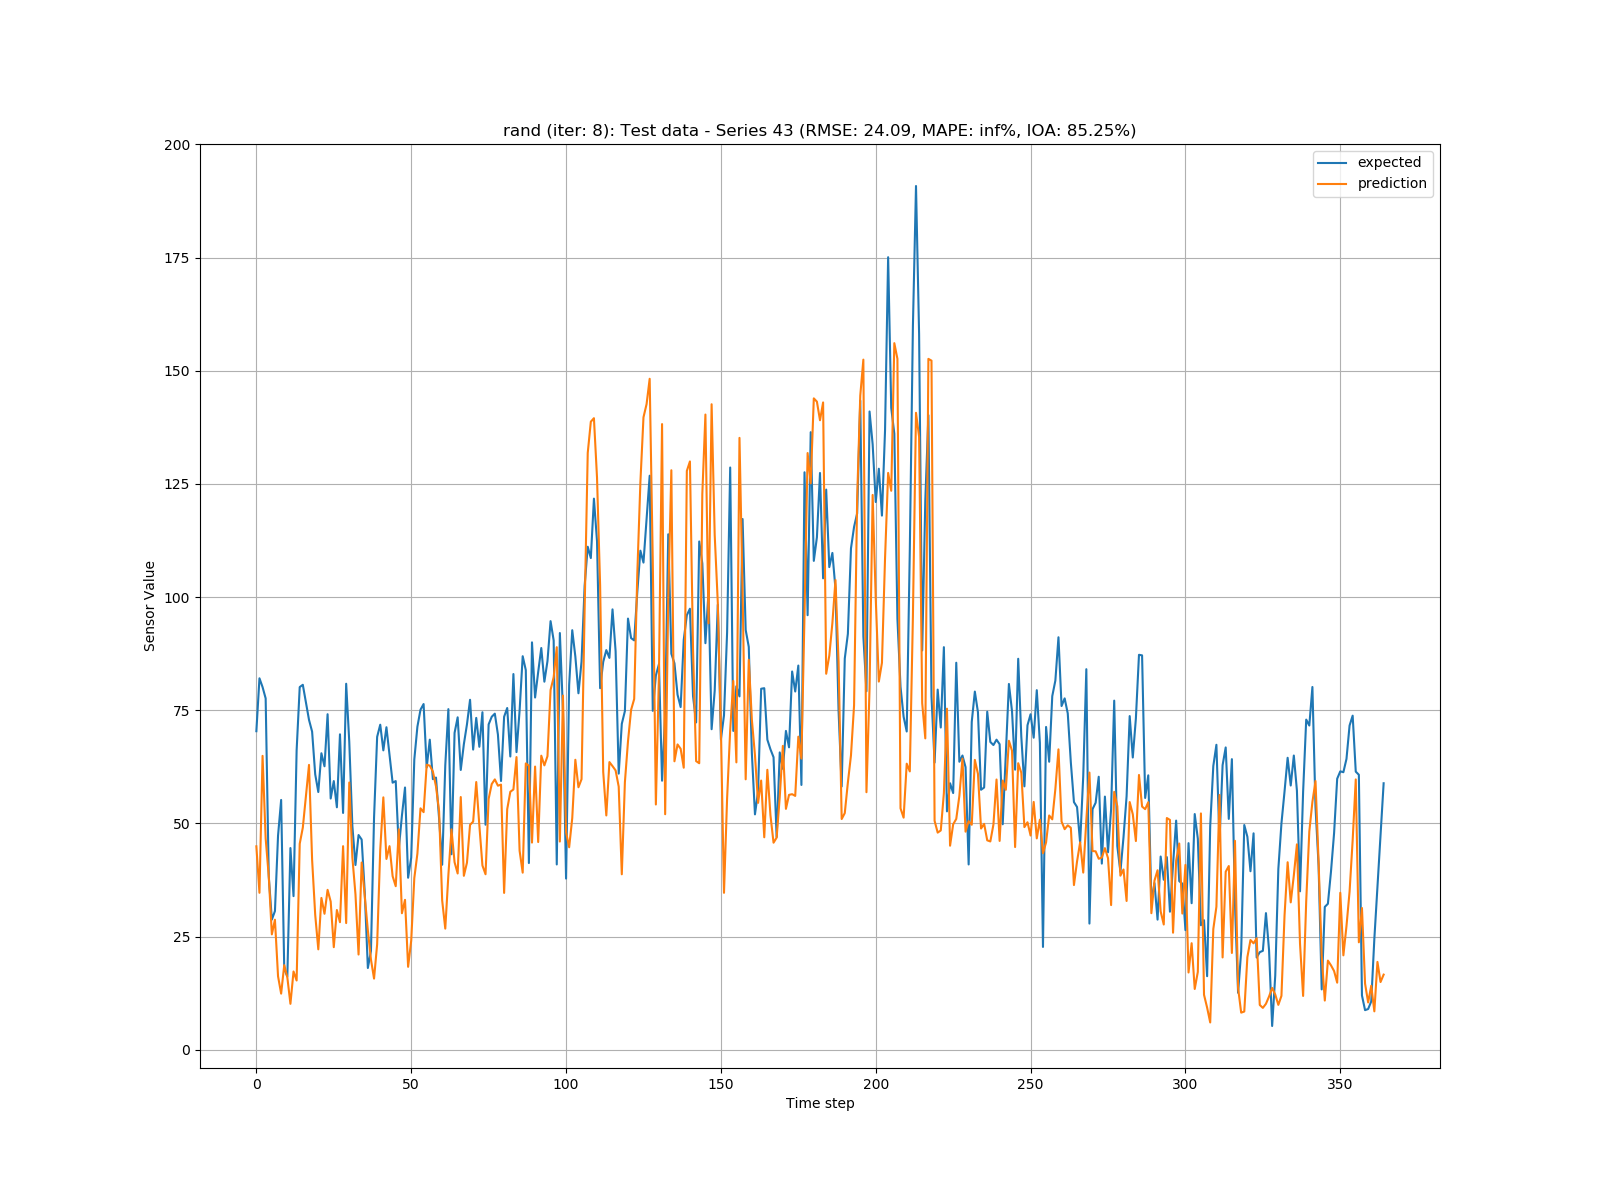 rand (iter: 8): Test data - Series 43 (RMSE: 24.09, MAPE: inf%, IOA: 85.25%)
expected
prediction
200
175
150
125
100
75
50
25
0
Sensor Value
0 50 100 150 200 250 300 350
Time step